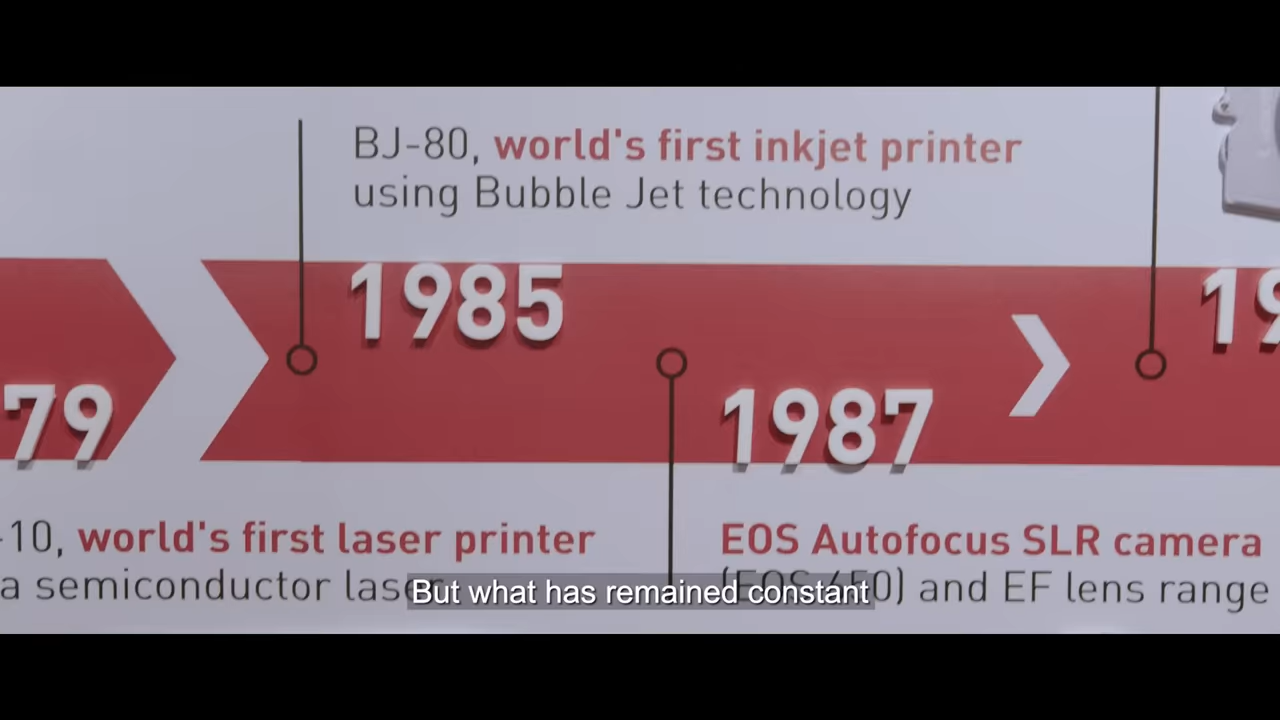 BJ-80, world's first inkjet printer
using Bubble Jet technology
1985
79
1987
-10, world's first laser printer
a semiconductor
EOS Autofocus SLR camera
and EF lens range
But what has remained constant